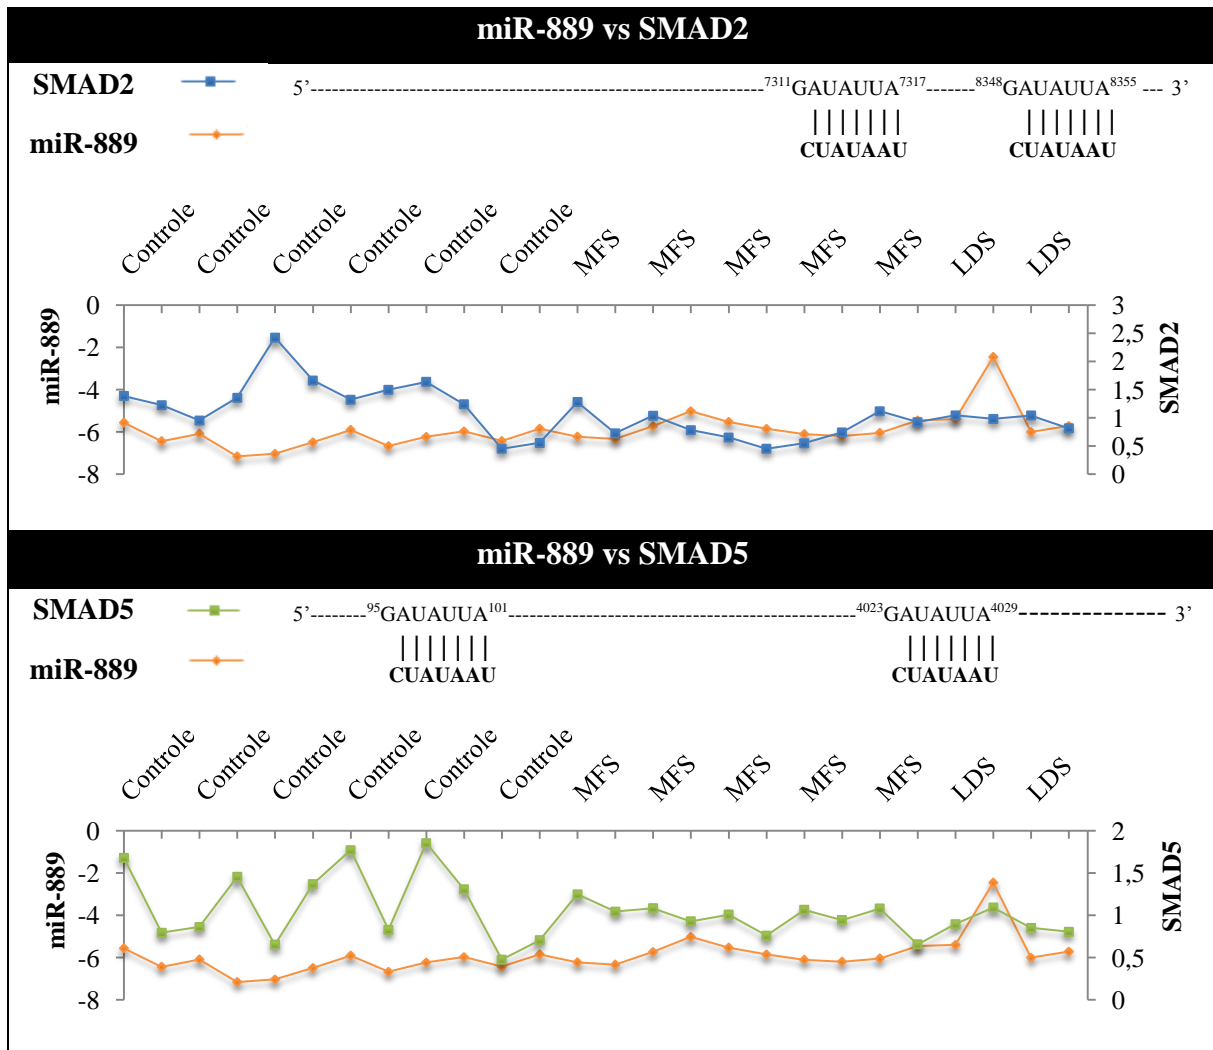 miR-889 vs SMAD2
SMAD2
5’--------7311GAUAUUA7317-------8348GAUAUUA8355 --- 3’
| | | | | | | | | | | | | |
miR-889
CUAUAAU CUAUAAU
Controle Controle Controle Controle Controle Controle MFS MFS MFS MFS MFS LDS LDS
miR-889
0
-2
-4
-6
-8
3
2,5
2
1,5
1
0,5
0
SMAD2
miR-889 vs SMAD5
SMAD5
5’--------95GAUAUUA101--------4023GAUAUUA4029-------------- 3’
| | | | | | | | | | | | | |
miR-889
CUAUAAU CUAUAAU
Controle Controle Controle Controle Controle Controle MFS MFS MFS MFS MFS LDS LDS
miR-889
0
-2
-4
-6
-8
2
1,5
1
0,5
0
SMAD5